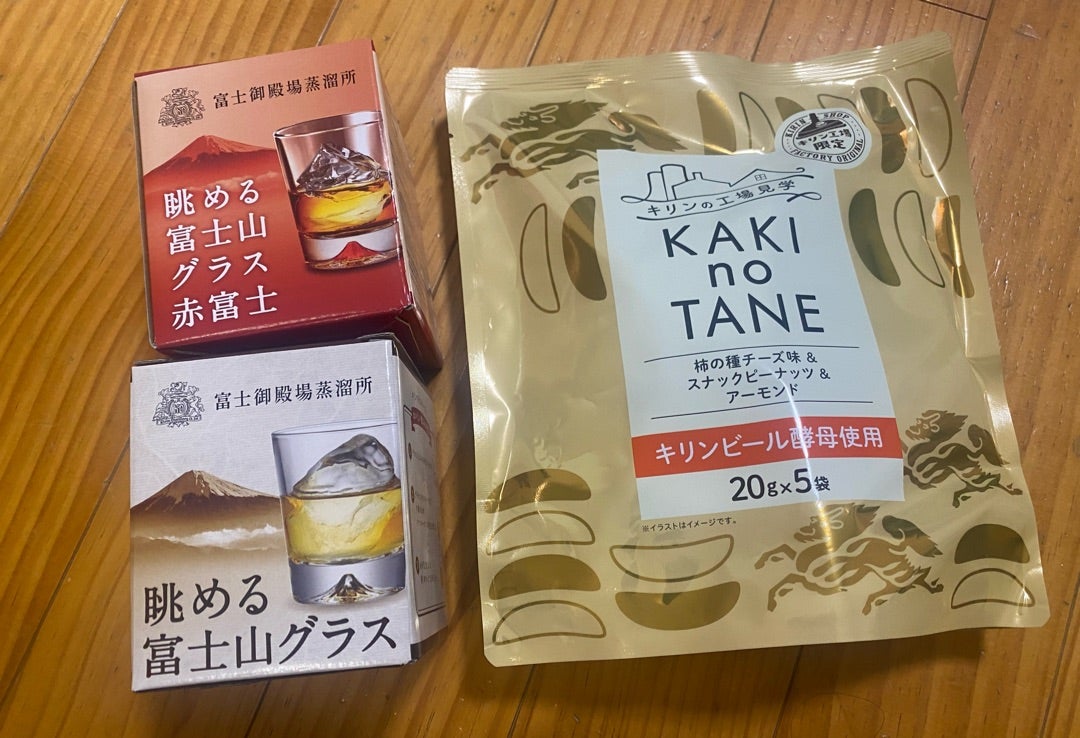 富士御殿場蒸溜所
眺める
富士山
グラス
赤富士
富士御殿場蒸溜所
眺める
富士山グラス
KIRIN SHOP
キリン工場
限定
FACTORY ORIGINAL
キリンの工場見学
KAKI
no
TANE
柿の種チーズ味&
スナックピーナッツ&
アーモンド
キリンビール酵母使用
20g×5袋
※イラストはイメージです。